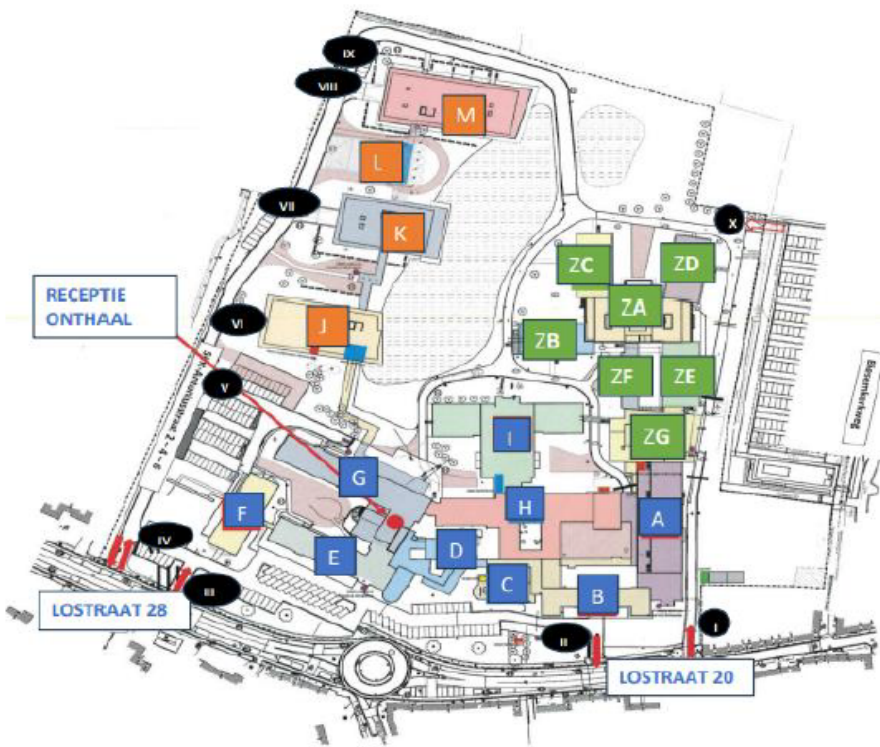 IX
VIII
M
L
VII
K
X
ZC
ZD
ZA
RECEPTIE
ONTHAAL
VI
J
ZB
ZF
ZE
V
I
ZG
G
F
H
A
IV
E
D
C
B
III
LOSTRAAT 28
II
I
LOSTRAAT 20